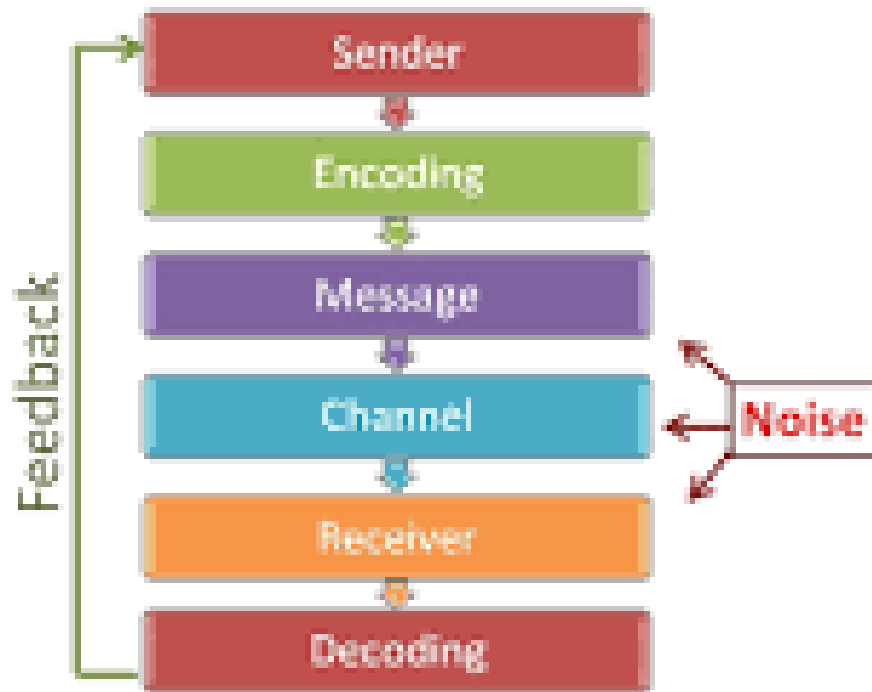 Sender
Encoding
Message
Channel
Receiver
Decoding
Feedback
Noise